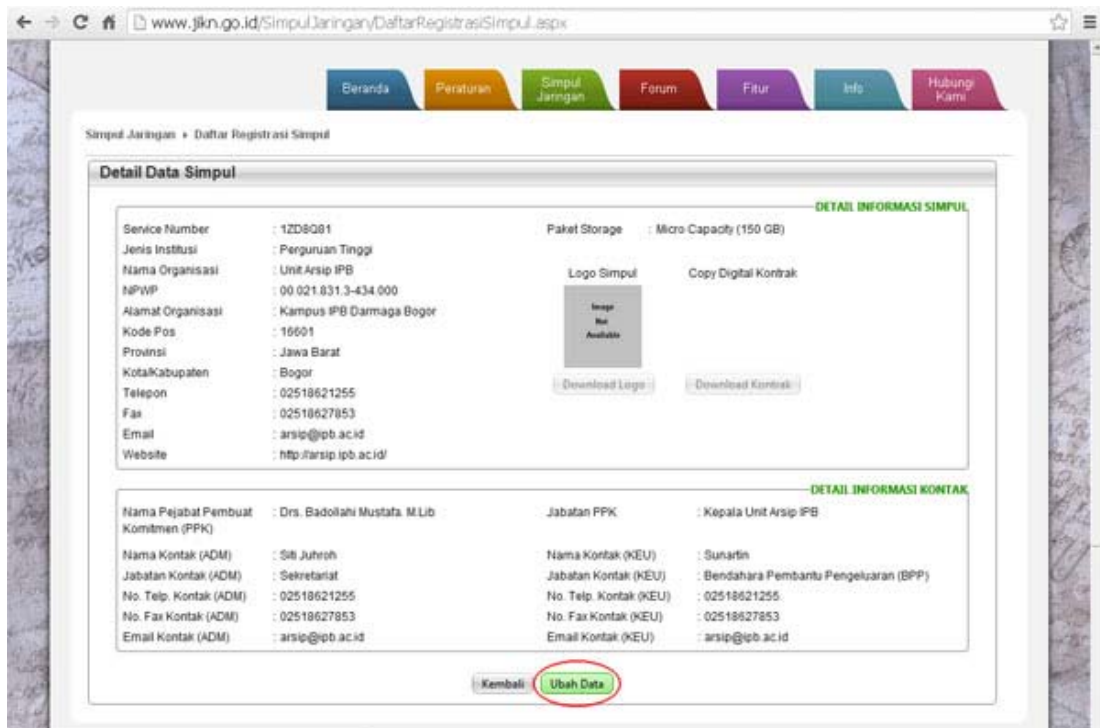 www.jikn.go.id/SimpulJaringan/DaftarRegistrasiSimpul.aspx
Beranda
Peraturan
Simpul Jaringan
Forum
Fitur
Info
Hubungi Kami
Simpul Jaringan Daftar Registrasi Simpul
Detail Data Simpul
DETAIL INFORMASI SIMPUL
Service Number : 1ZD8Q81
Jenis Institusi : Perguruan Tinggi
Nama Organisasi : Unit Arsip IPB
NPWP : 00.021.831.3-434.000
Alamat Organisasi : Kampus IPB Darmaga Bogor
Kode Pos : 16601
Provinsi : Jawa Barat
Kota/Kabupaten : Bogor
Telepon : 02518621255
Fax : 02518627853
Email : arsip@ipb.ac.id
Website : http://arsip.ipb.ac.id/
Paket Storage : Micro Capacity (150 GB)
Logo Simpul
Copy Digital Kontrak
Image
Not
Available
Download Logo
Download Kontrak
DETAIL INFORMASI KONTAK
Nama Pejabat Pembuat : Drs. Badollahi Mustafa. M.Lib
Komitmen (PPK)
Jabatan PPK : Kepala Unit Arsip IPB
Nama Kontak (ADM) : Siti Juhroh
Jabatan Kontak (ADM) : Sekretariat
No. Telp. Kontak (ADM) : 02518621255
No. Fax Kontak (ADM) : 02518627853
Email Kontak (ADM) : arsip@ipb.ac.id
Nama Kontak (KEU) : Sunartin
Jabatan Kontak (KEU) : Bendahara Pembantu Pengeluaran (BPP)
No. Telp. Kontak (KEU) : 02518621255
No. Fax Kontak (KEU) : 02518627853
Email Kontak (KEU) : arsip@ipb.ac.id
Kembali
Ubah Data